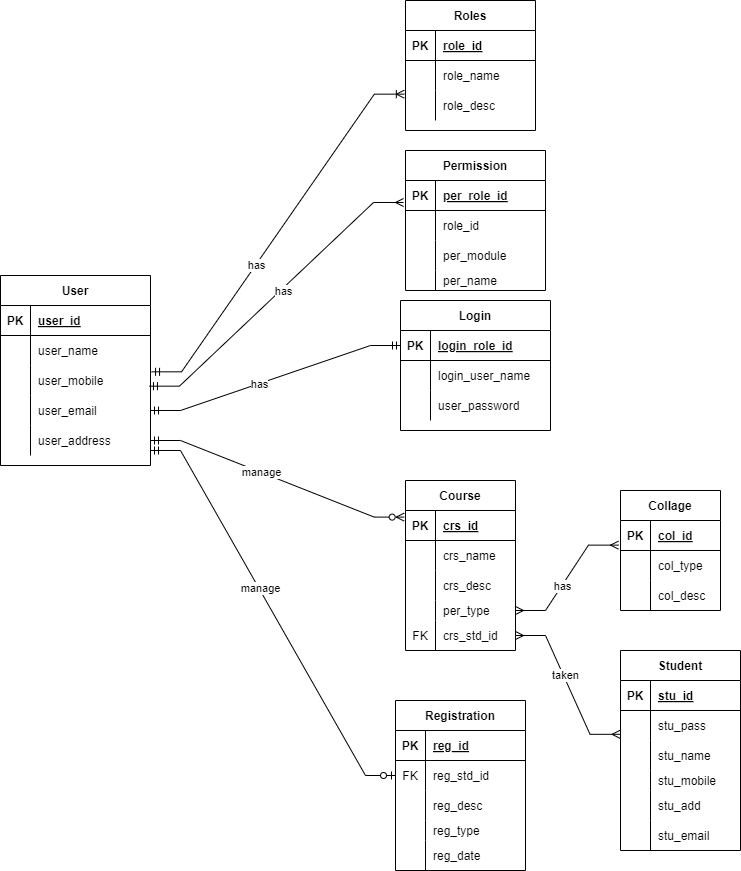 Roles
PK role_id
role_name
role_desc
Permission
PK per_role_id
role_id
per_module
per_name
has
has
User
PK user_id
user_name
user_mobile
user_email
user_address
Login
PK login_role_id
login_user_name
user_password
has
manage
manage
Course
PK crs_id
crs_name
crs_desc
per_type
FK crs_std_id
Collage
PK col_id
col_type
col_desc
has
taken
Student
PK stu_id
stu_pass
stu_name
stu_mobile
stu_add
stu_email
Registration
PK reg_id
FK reg_std_id
reg_desc
reg_type
reg_date